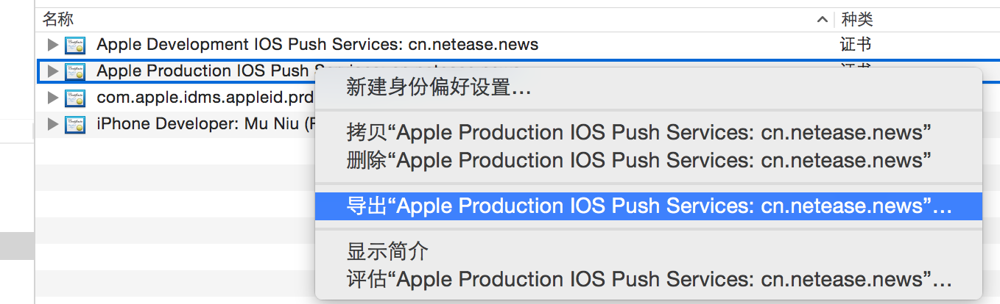 名称 种类
Apple Development IOS Push Services: cn.netease.news 证书
Apple Production IOS Push
com.apple.idms.appleid.prd
iPhone Developer: Mu Niu (
新建身份偏好设置...
拷贝“Apple Production IOS Push Services: cn.netease.news”
删除“Apple Production IOS Push Services: cn.netease.news”
导出“Apple Production IOS Push Services: cn.netease.news”...
显示简介
评估“Apple Production IOS Push Services: cn.netease.news”...